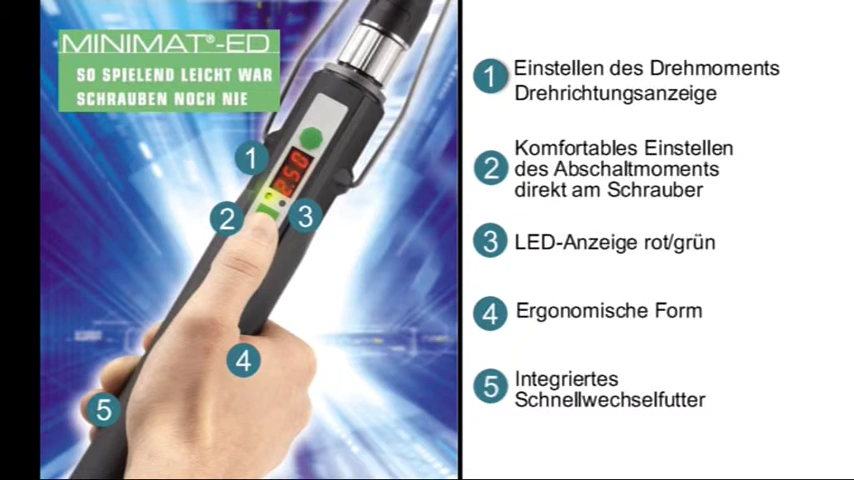 MINIMAT®-ED
SO SPIELEND LEICHT WAR
SCHRAUBEN NOCH NIE
2.50
1
2
3
4
5
1 Einstellen des Drehmoments
Drehrichtungsanzeige
2 Komfortables Einstellen
des Abschaltmoments
direkt am Schrauber
3 LED-Anzeige rot/grün
4 Ergonomische Form
5 Integriertes
Schnellwechselfutter